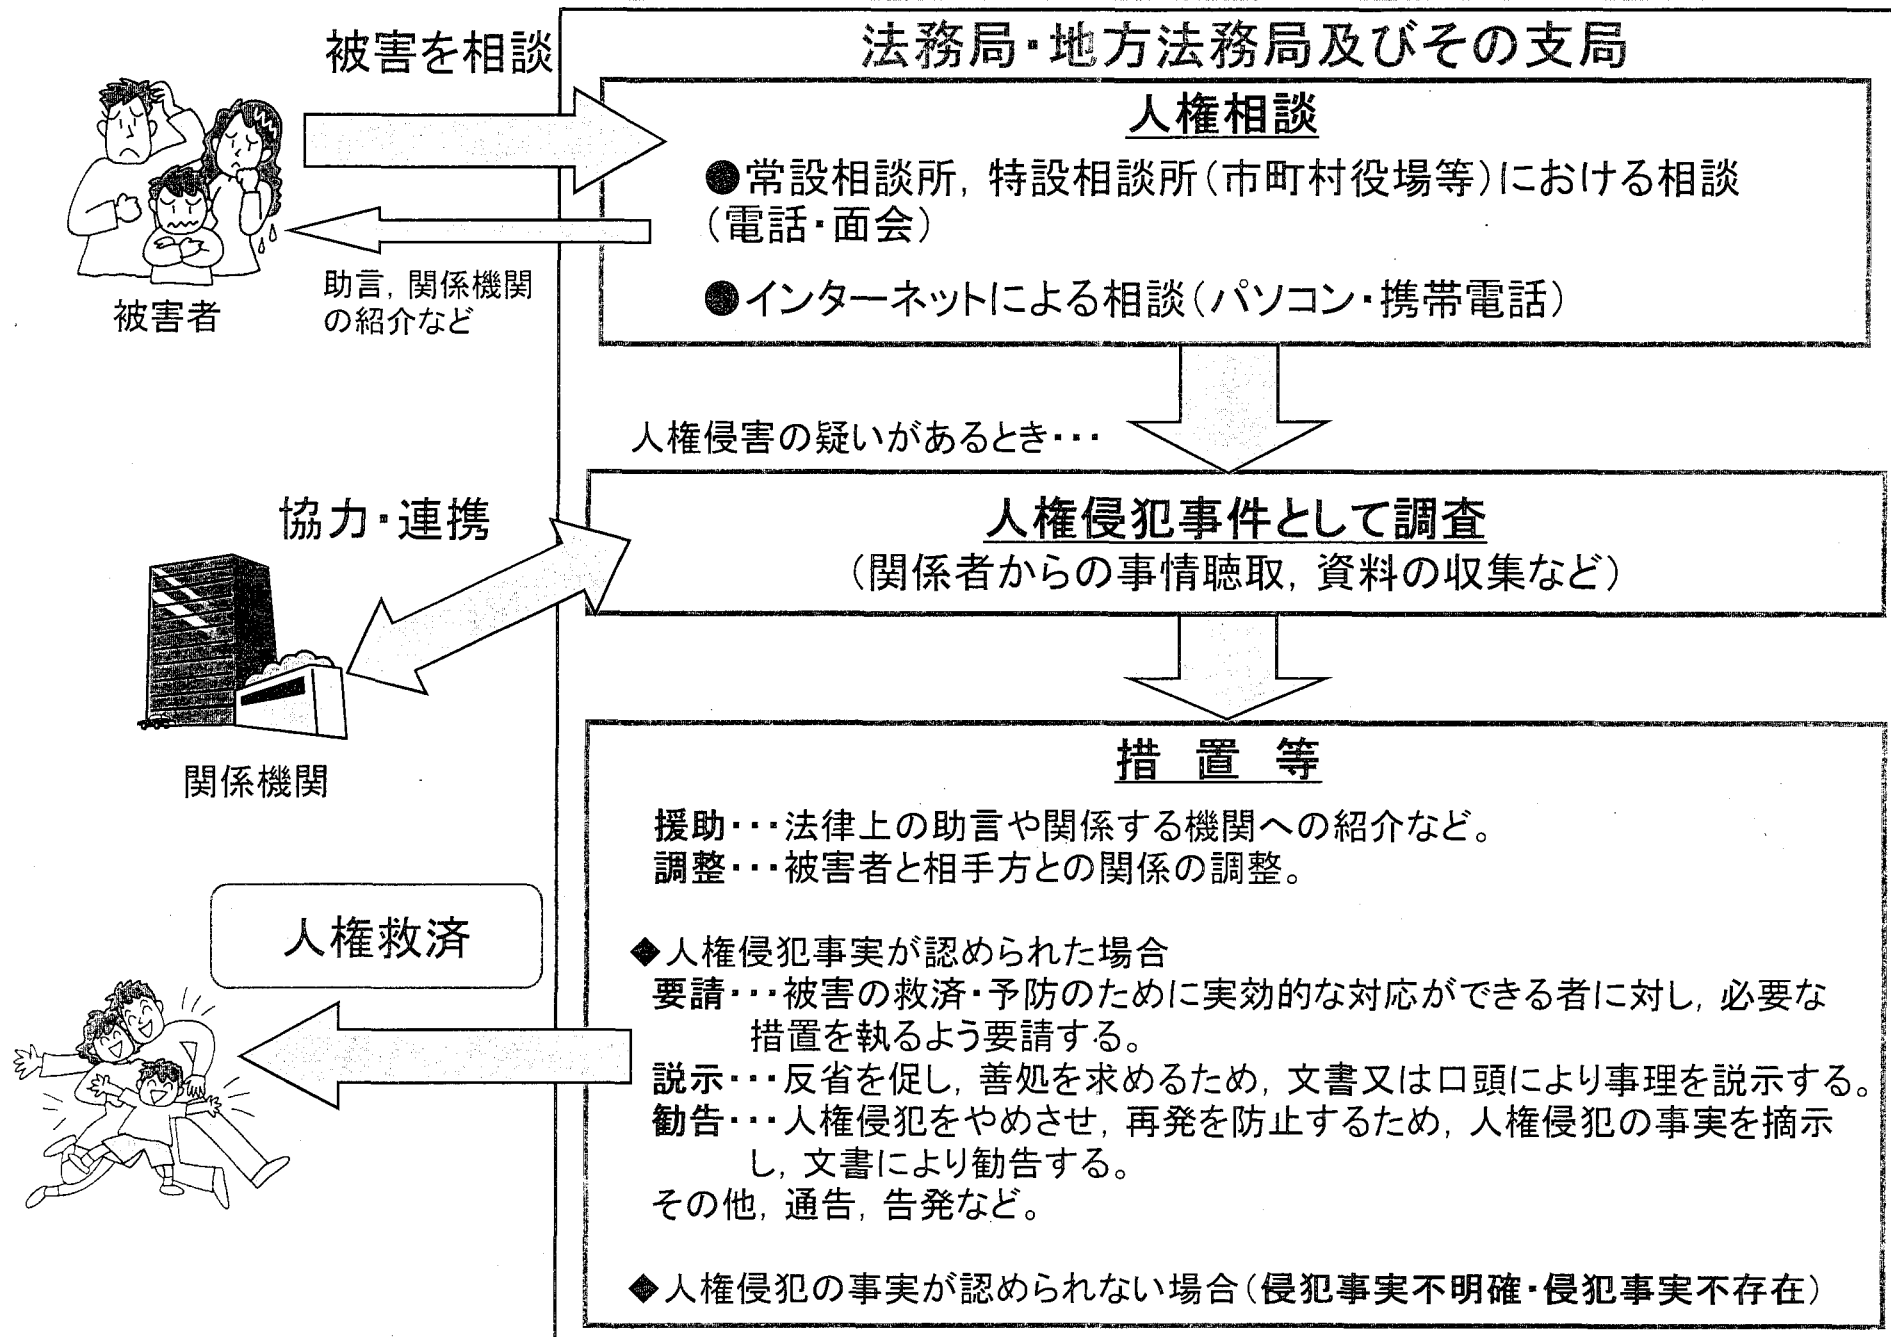 被害を相談
法務局・地方法務局及びその支局
人権相談
●常設相談所, 特設相談所(市町村役場等)における相談
(電話・面会)
●インターネットによる相談(パソコン・携帯電話)
被害者
助言, 関係機関
の紹介など
人権侵害の疑いがあるとき・・・
協力・連携
人権侵犯事件として調査
(関係者からの事情聴取, 資料の収集など)
関係機関
措 置 等
援助・・・法律上の助言や関係する機関への紹介など。
調整・・・被害者と相手方との関係の調整。
人権救済
◆人権侵犯事実が認められた場合
要請・・・被害の救済・予防のために実効的な対応ができる者に対し, 必要な
措置を執るよう要請する。
説示・・・反省を促し, 善処を求めるため, 文書又は口頭により事理を説示する。
勧告・・・人権侵犯をやめさせ, 再発を防止するため, 人権侵犯の事実を摘示
し, 文書により勧告する。
その他, 通告, 告発など。
◆人権侵犯の事実が認められない場合(侵犯事実不明確・侵犯事実不存在)